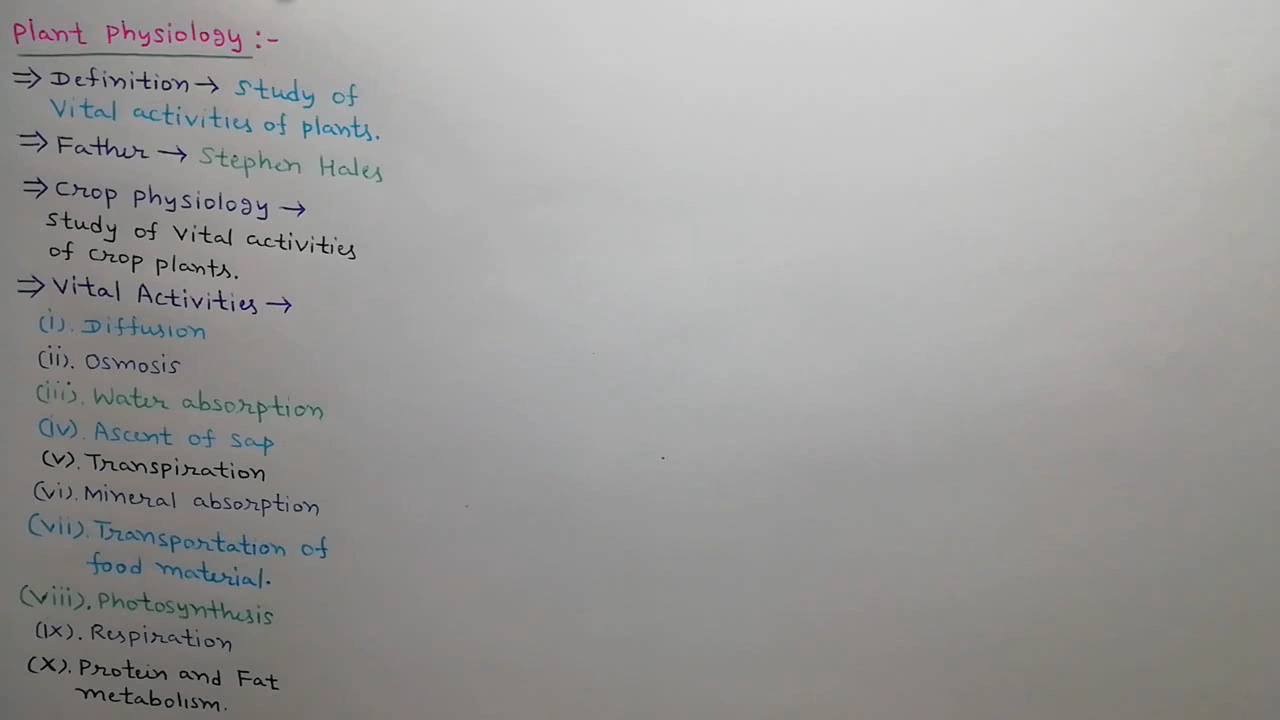 Plant Physiology :-
⇒ Definition → Study of
Vital activities of plants.
⇒ Father → Stephen Hales
⇒ Crop physiology →
Study of Vital activities
of crop plants.
⇒ Vital Activities →
(i). Diffusion
(ii). Osmosis
(iii). Water absorption
(iv). Ascent of Sap
(v). Transpiration
(vi). Mineral absorption
(vii). Transportation of
food material.
(viii). Photosynthesis
(ix). Respiration
(x). Protein and Fat
metabolism.